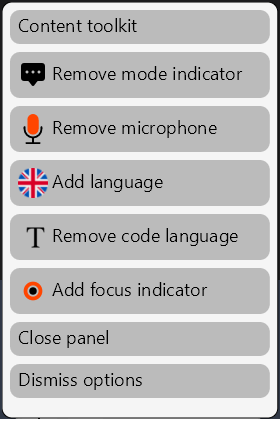 Content toolkit
Remove mode indicator
Remove microphone
Add language
T Remove code language
Add focus indicator
Close panel
Dismiss options